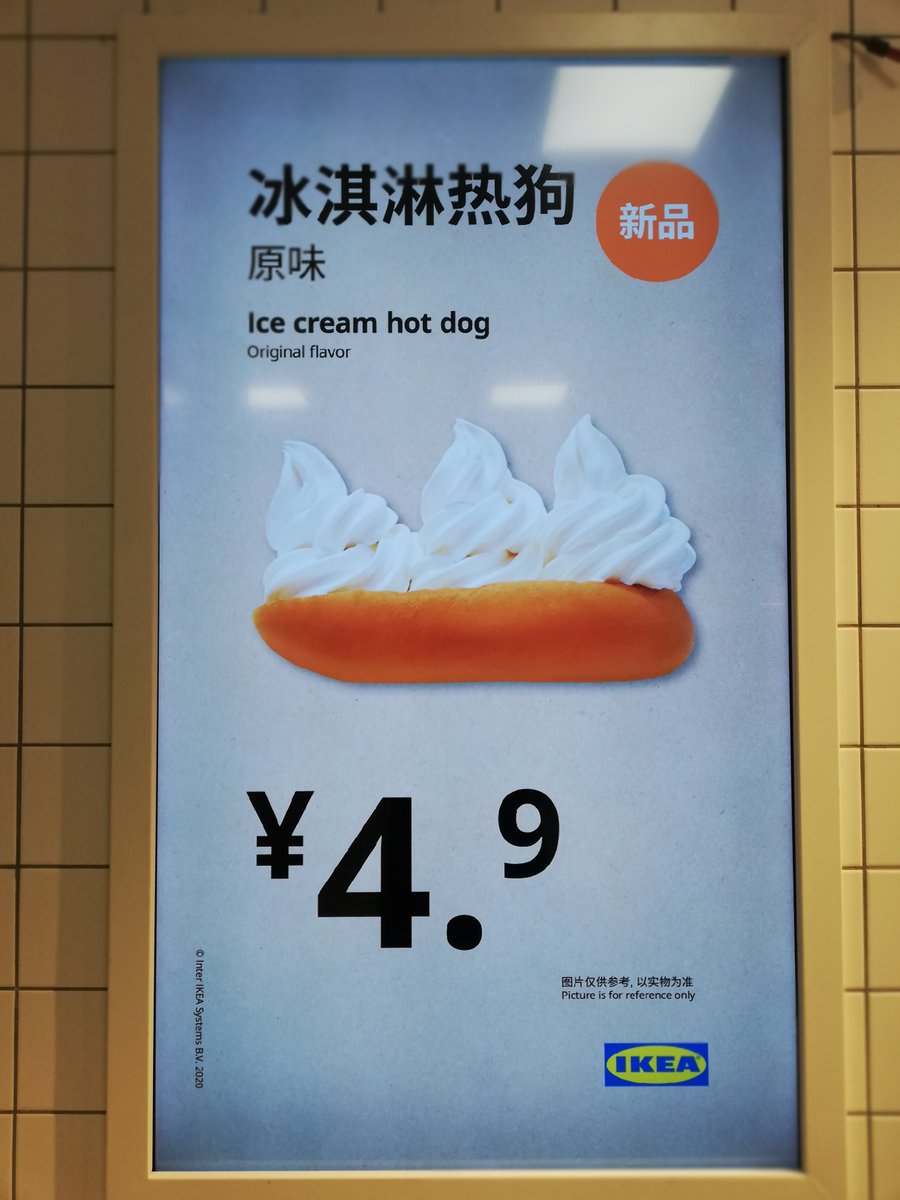 冰淇淋热狗
新品
原味
Ice cream hot dog
Original flavor
¥4.9
图片仅供参考, 以实物为准
Picture is for reference only
© Inter IKEA Systems B.V. 2020
IKEA®